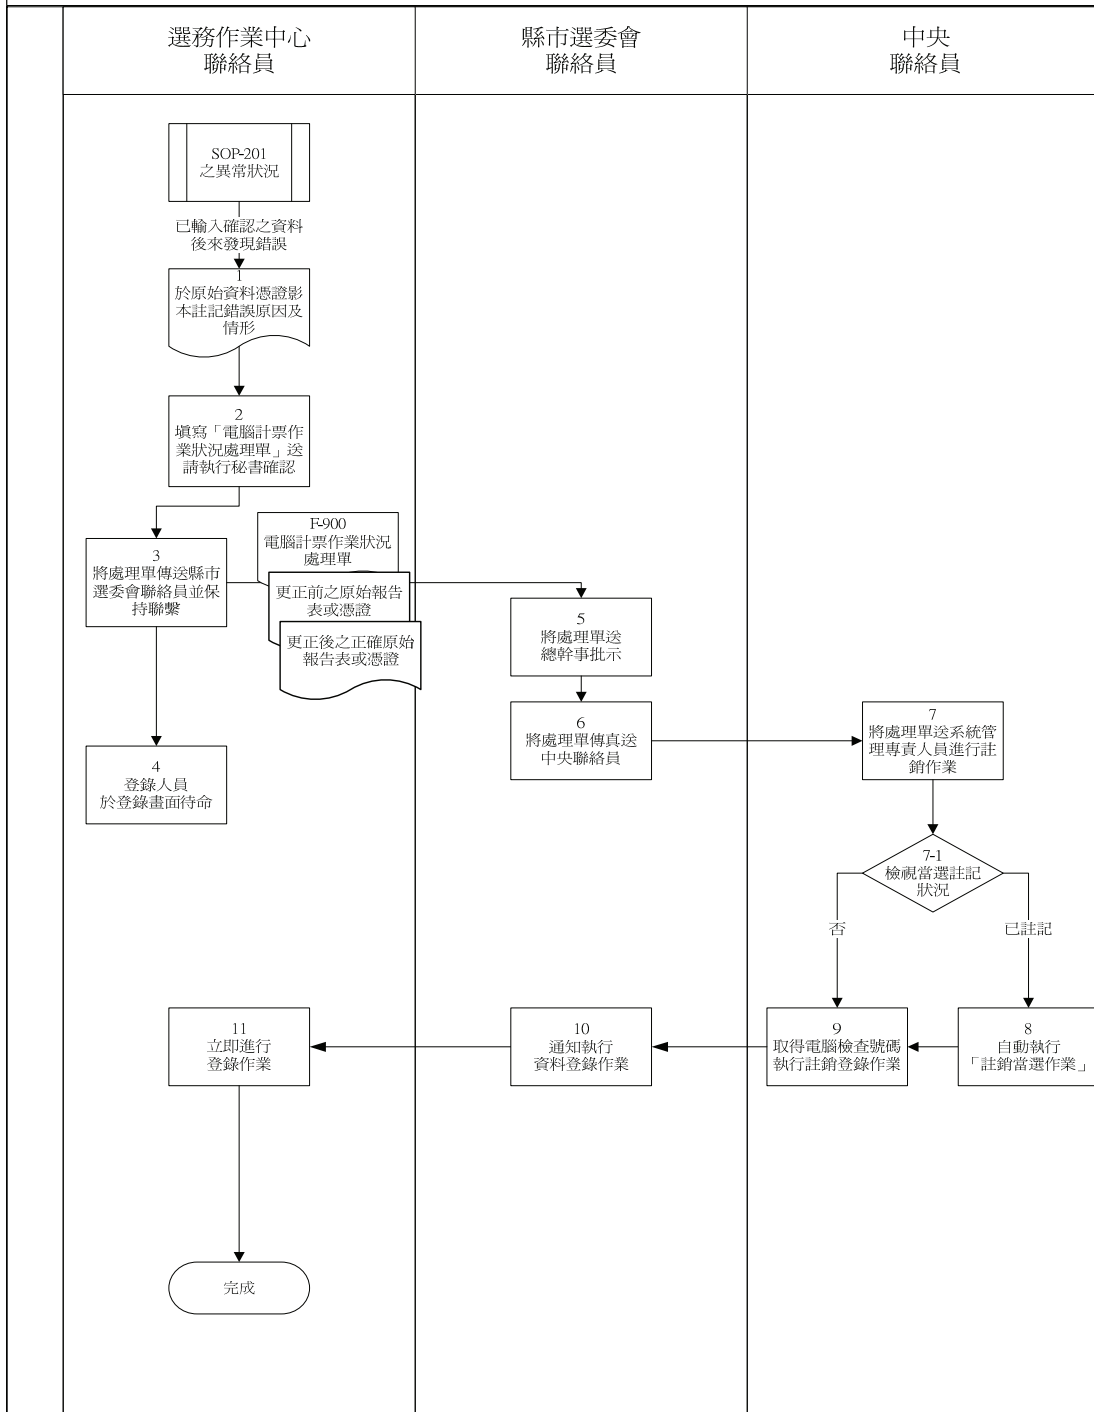 選務作業中心
聯絡員
縣市選委會
聯絡員
中央
聯絡員
SOP-201
之異常狀況
已輸入確認之資料
後來發現錯誤
1
於原始資料憑證影
本註記錯誤原因及
情形
2
填寫「電腦計票作
業狀況處理單」送
請執行秘書確認
3
將處理單傳送縣市
選委會聯絡員並保
持聯繫
F-900
電腦計票作業狀況
處理單
更正前之原始報告
表或憑證
更正後之正確原始
報告表或憑證
4
登錄人員
於登錄畫面待命
5
將處理單送
總幹事批示
6
將處理單傳真送
中央聯絡員
7
將處理單送系統管
理專責人員進行註
銷作業
7-1
檢視當選註記
狀況
否
已註記
8
自動執行
「註銷當選作業」
9
取得電腦檢查號碼
執行註銷登錄作業
10
通知執行
資料登錄作業
11
立即進行
登錄作業
完成